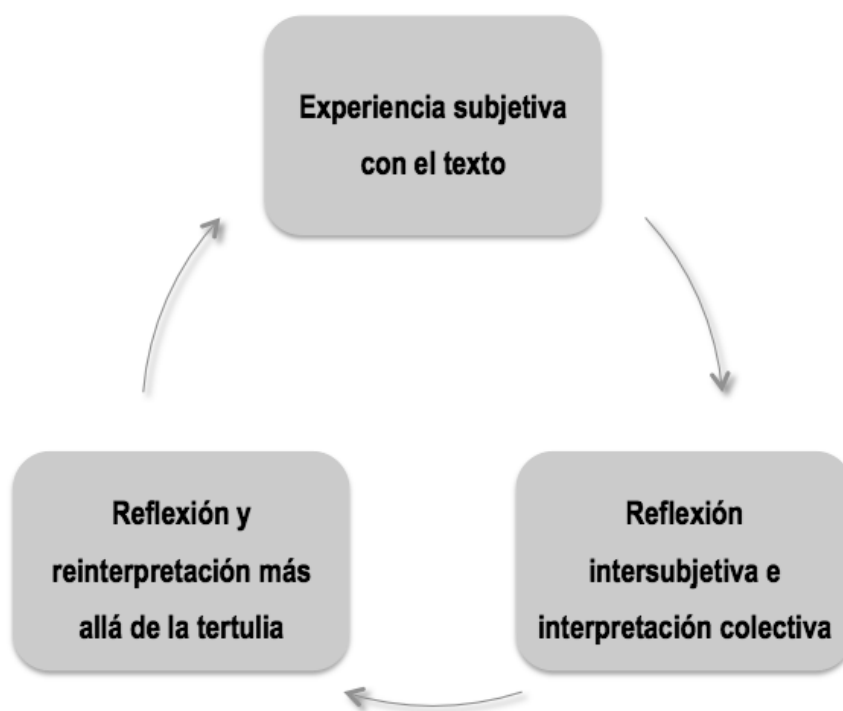 Experiencia subjetiva
con el texto
Reflexión
intersubjetiva e
interpretación colectiva
Reflexión y
reinterpretación más
allá de la tertulia